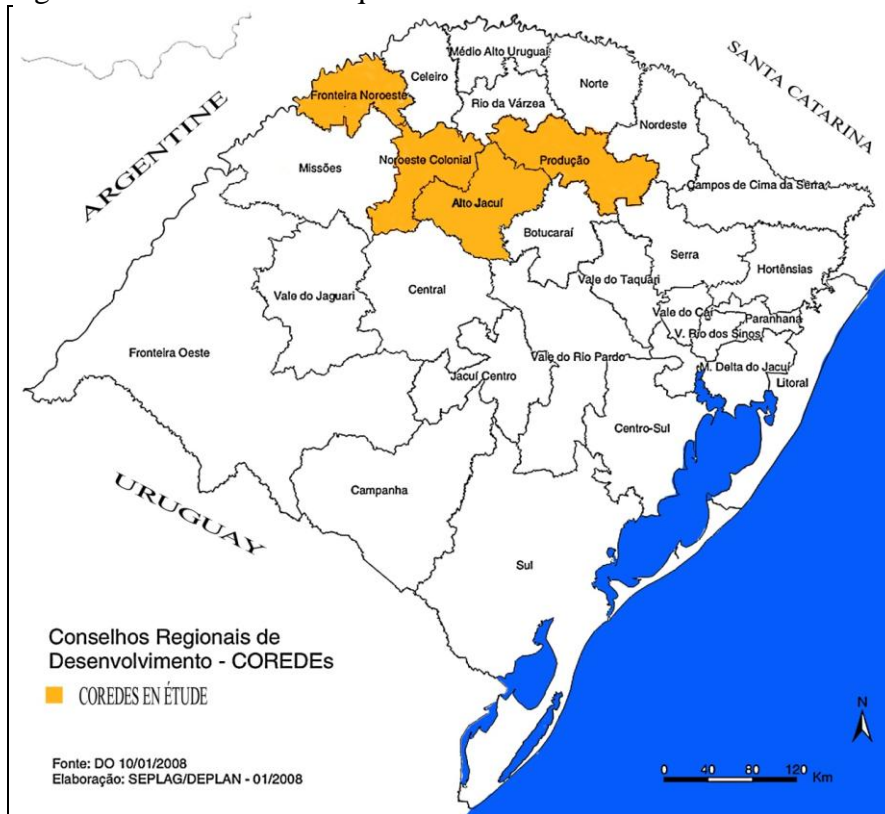 SANTA CATARINA
ARGENTINE
URUGUAY
Médio Alto Uruguai
Celeiro
Norte
Fronteira Noroeste
Rio da Várzea
Nordeste
Noroeste Colonial
Produção
Missões
Campos de Cima da Serra
Alto Jacuí
Botucaraí
Serra
Hortênsias
Vale do Taquari
Central
Vale do Jaguari
Vale do Caí
Paranhana
V. Rio dos Sinos
Fronteira Oeste
Vale do Rio Pardo
M. Delta do Jacuí
Jacuí Centro
Litoral
Centro-Sul
Campanha
Sul
Conselhos Regionais de
Desenvolvimento - COREDEs
COREDES EN ÉTUDE
Fonte: DO 10/01/2008
Elaboração: SEPLAG/DEPLAN - 01/2008
N
0 40 80 120
Km